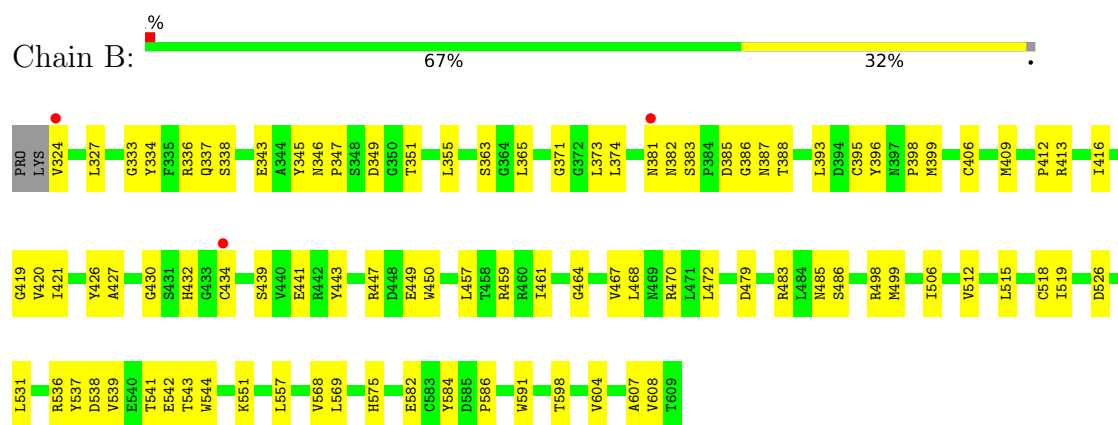 %
Chain B:
67% 32% •
PRO LYS V324 L327 G333 Y334 F335 R336 Q337 S338 E343 A344 Y345 N346 P347 S348 D349 G350 T351 L355 S363 G364 L365 G371 G372 L373 L374 N381 N382 S383 P384 D385 G386 N387 T388 L393 D394 C395 Y396 N397 P398 M399 C406 M409 P412 R413 I416
G419 V420 I421 Y426 A427 G430 S431 H432 G433 C434 S439 V440 E441 R442 Y443 R447 D448 E449 W450 L457 T458 R459 R460 I461 G464 V467 L468 N469 R470 L471 L472 D479 R483 L484 N485 S486 R498 M499 I506 V512 L515 C518 I519 D526
L531 R536 Y537 D538 V539 E540 T541 E542 T543 W544 K551 L557 V568 L569 H575 E582 C583 Y584 D585 P586 W591 T598 V604 A607 V608 T609